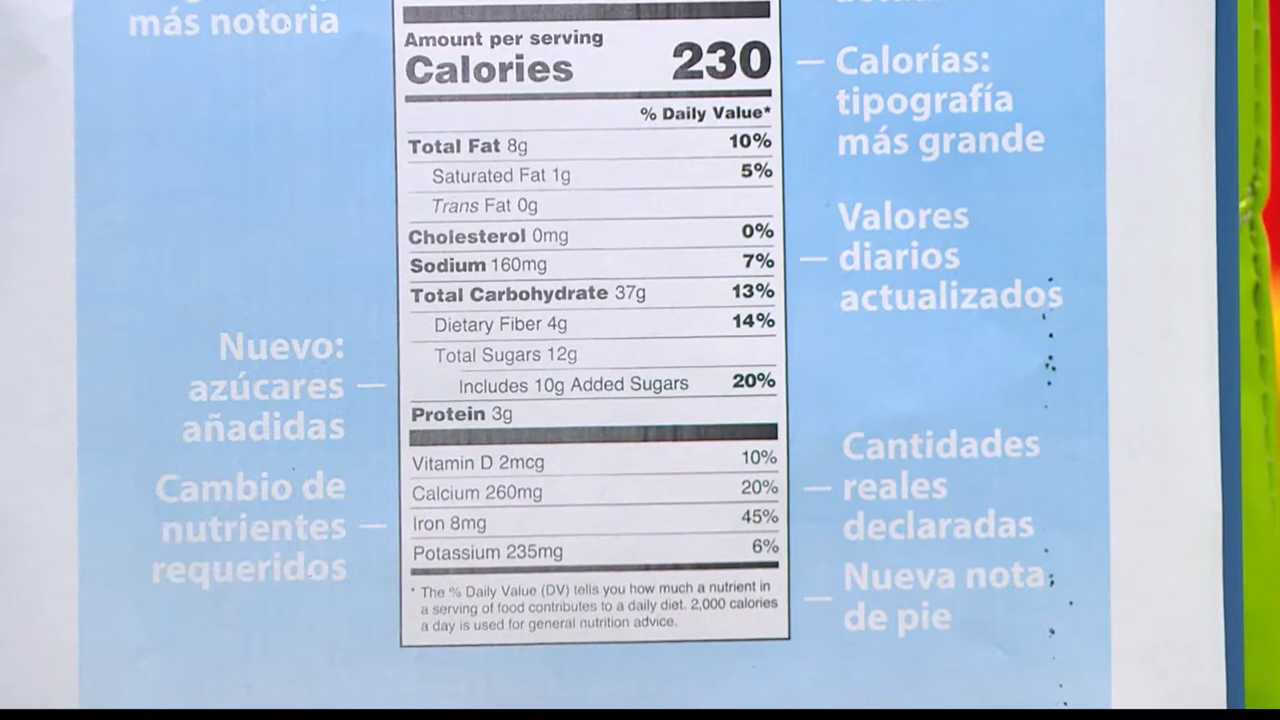 más notoria
Amount per serving
Calories 230
% Daily Value*
Total Fat 8g 10%
Saturated Fat 1g 5%
Trans Fat 0g
Cholesterol 0mg 0%
Sodium 160mg 7%
Total Carbohydrate 37g 13%
Dietary Fiber 4g 14%
Total Sugars 12g
Includes 10g Added Sugars 20%
Protein 3g
Vitamin D 2mcg 10%
Calcium 260mg 20%
Iron 8mg 45%
Potassium 235mg 6%
* The % Daily Value (DV) tells you how much a nutrient in
a serving of food contributes to a daily diet. 2,000 calories
a day is used for general nutrition advice.
Nuevo:
azúcares
añadidas
Cambio de
nutrientes
requeridos
Calorías:
tipografía
más grande
Valores
diarios
actualizados
Cantidades
reales
declaradas
Nueva nota
de pie